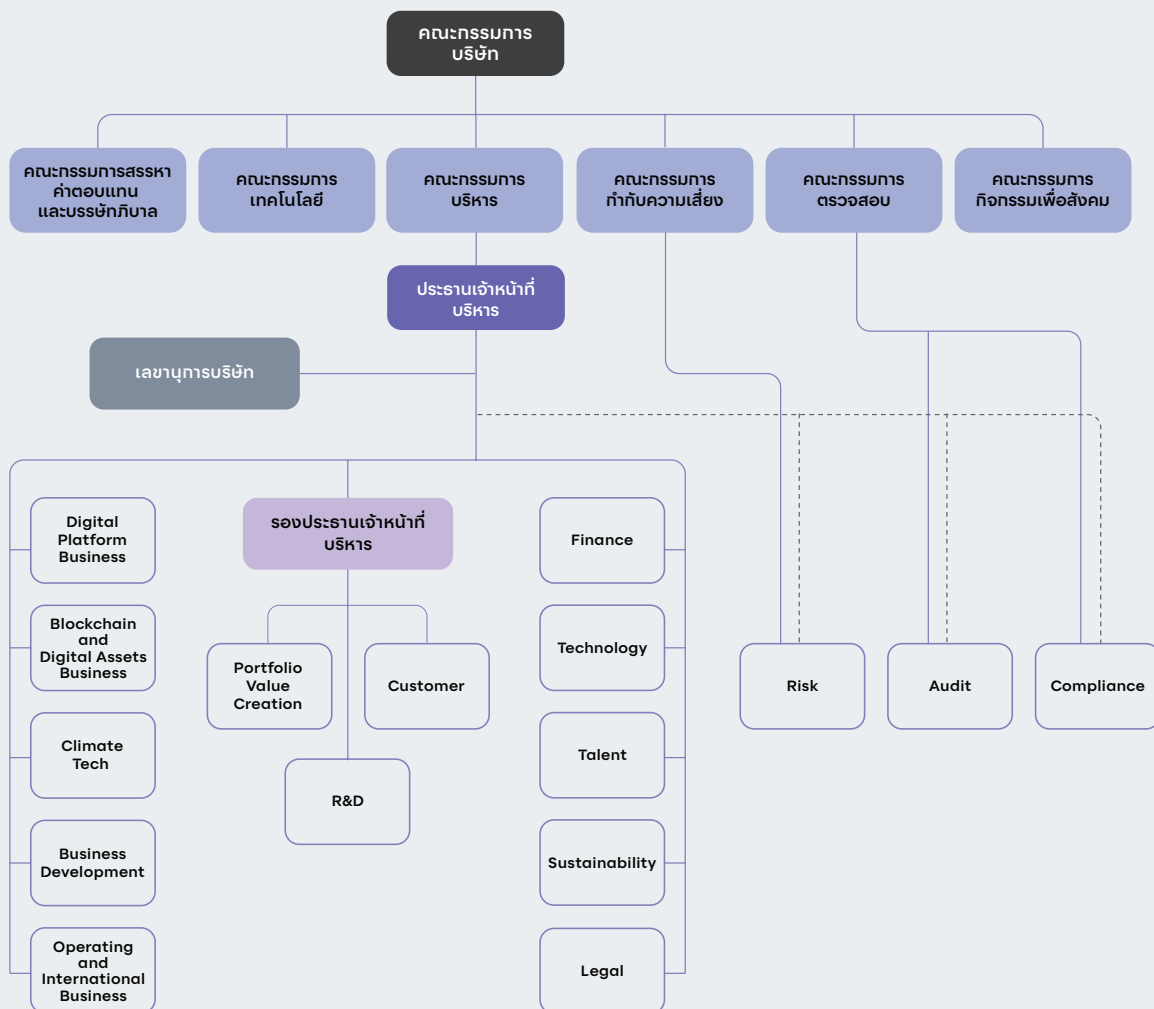 คณะกรรมการ
บริษัท
คณะกรรมการสรรหา
ค่าตอบแทน
และบรรษัทภิบาล
คณะกรรมการ
เทคโนโลยี
คณะกรรมการ
บริหาร
คณะกรรมการ
กำกับความเสี่ยง
คณะกรรมการ
ตรวจสอบ
คณะกรรมการ
กิจกรรมเพื่อสังคม
ประธานเจ้าหน้าที่
บริหาร
เลขานุการบริษัท
Digital
Platform
Business
Blockchain
and
Digital Assets
Business
Climate
Tech
Business
Development
Operating
and
International
Business
รองประธานเจ้าหน้าที่
บริหาร
Portfolio
Value
Creation
Customer
R&D
Finance
Technology
Talent
Sustainability
Legal
Risk
Audit
Compliance